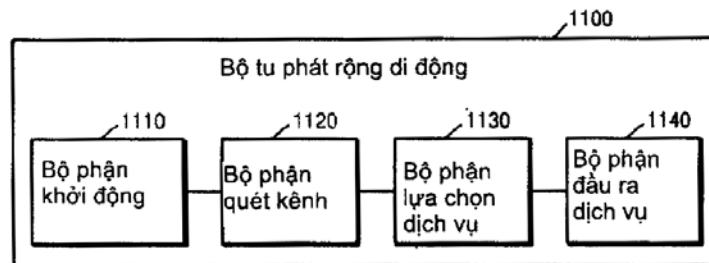 1100
Bộ tu phát rộng di động
1110
1120
1130
1140
Bộ phận
khởi động
Bộ phận
quét kênh
Bộ phận
lựa chọn
dịch vụ
Bộ phận
đầu ra
dịch vụ